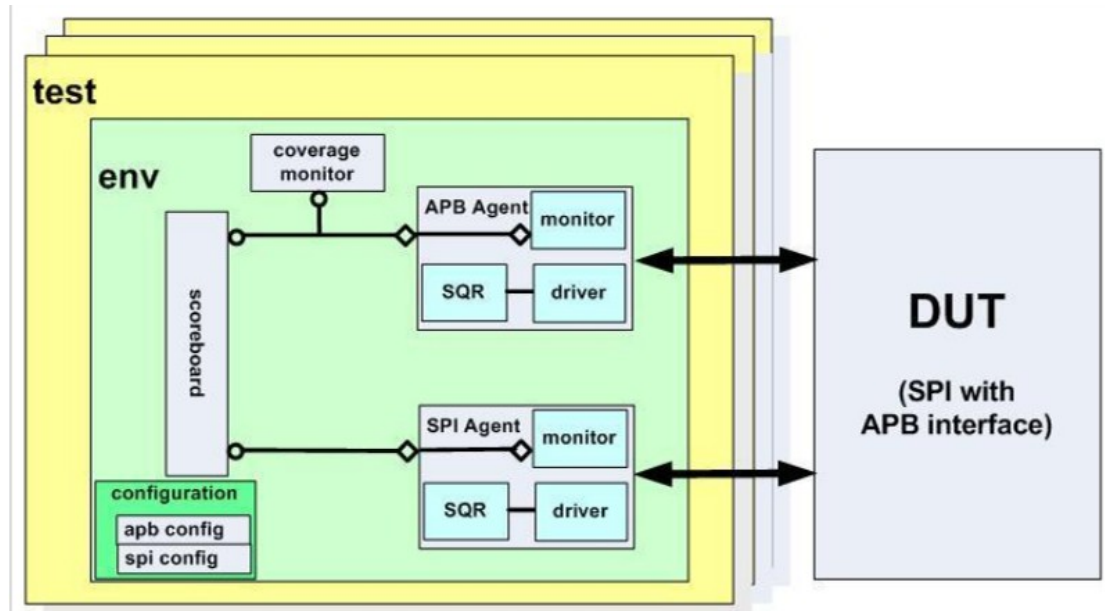 test
env
coverage
monitor
scoreboard
APB Agent
monitor
SQR
driver
SPI Agent
monitor
SQR
driver
configuration
apb config
spi config
DUT
(SPI with
APB interface)